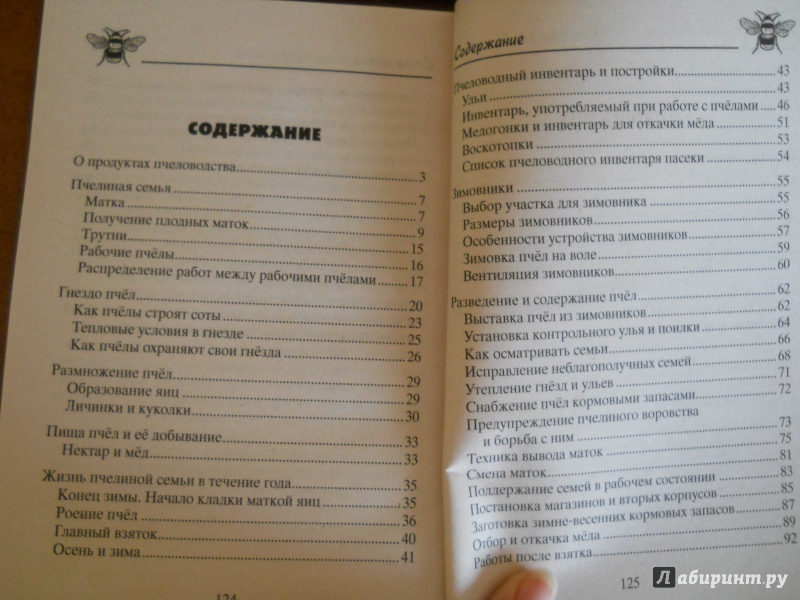 СОДЕРЖАНИЕ
О продуктах пчеловодства..............3
Пчелиная семья..............7
Матка..............7
Получение плодных маток..............9
Трутни..............15
Рабочие пчёлы..............16
Распределение работ между рабочими пчёлами..............17
Гнездо пчёл..............20
Как пчёлы строят соты..............23
Тепловые условия в гнезде..............25
Как пчёлы охраняют свои гнёзда..............26
Размножение пчёл..............29
Образование яиц..............29
Личинки и куколки..............30
Пища пчёл и её добывание..............33
Нектар и мёд..............33
Жизнь пчелиной семьи в течение года..............35
Конец зимы. Начало кладки маткой яиц..............35
Роение пчёл..............36
Главный взяток..............40
Осень и зима..............41
124
Содержание
Пчеловодный инвентарь и постройки..............43
Ульи..............43
Инвентарь, употребляемый при работе с пчёлами..............46
Медогонки и инвентарь для откачки мёда..............51
Воскотопки..............53
Список пчеловодного инвентаря пасеки..............54
Зимовники..............55
Выбор участка для зимовника..............55
Размеры зимовников..............56
Особенности устройства зимовников..............57
Зимовка пчёл на воле..............59
Вентиляция зимовников..............60
Разведение и содержание пчёл..............62
Выставка пчёл из зимовников..............62
Установка контрольного улья и поилки..............64
Как осматривать семьи..............66
Исправление неблагополучных семей..............68
Утепление гнёзд и ульев..............71
Снабжение пчёл кормовыми запасами..............72
Предупреждение пчелиного воровства
и борьба с ним..............73
Техника вывода маток..............75
Смена маток..............81
Поддержание семей в рабочем состоянии..............83
Постановка магазинов и вторых корпусов..............85
Заготовка зимне-весенних кормовых запасов..............87
Отбор и откачка мёда..............89
Работы после взятка..............92
125
Лабиринт.ру